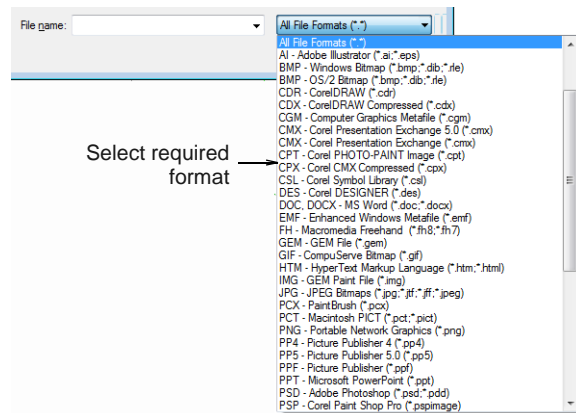 File name:
All File Formats (*.*)
All File Formats (*.*)
AI - Adobe Illustrator (*.ai;*.eps)
BMP - Windows Bitmap (*.bmp;*.dib;*.rle)
BMP - OS/2 Bitmap (*.bmp;*.dib;*.rle)
CDR - CorelDRAW (*.cdr)
CDX - CorelDRAW Compressed (*.cdx)
CGM - Computer Graphics Metafile (*.cgm)
CMX - Corel Presentation Exchange 5.0 (*.cmx)
CMX - Corel Presentation Exchange (*.cmx)
CPT - Corel PHOTO-PAINT Image (*.cpt)
CPX - Corel CMX Compressed (*.cpx)
CSL - Corel Symbol Library (*.csl)
DES - Corel DESIGNER (*.des)
DOC, DOCX - MS Word (*.doc;*.docx)
EMF - Enhanced Windows Metafile (*.emf)
FH - Macromedia Freehand (*.fh8;*.fh7)
GEM - GEM File (*.gem)
GIF - CompuServe Bitmap (*.gif)
HTM - HyperText Markup Language (*.htm;*.html)
IMG - GEM Paint File (*.img)
JPG - JPEG Bitmaps (*.jpg;*.jtf;*.jff;*.jpeg)
PCX - PaintBrush (*.pcx)
PCT - Macintosh PICT (*.pct;*.pict)
PNG - Portable Network Graphics (*.png)
PP4 - Picture Publisher 4 (*.pp4)
PP5 - Picture Publisher 5.0 (*.pp5)
PPF - Picture Publisher (*.ppf)
PPT - Microsoft PowerPoint (*.ppt)
PSD - Adobe Photoshop (*.psd;*.pdd)
PSP - Corel Paint Shop Pro (*.pspimage)
Select required
format